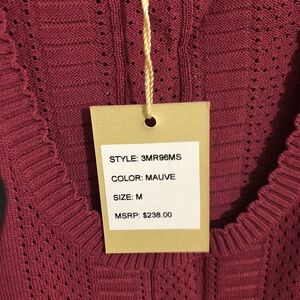 STYLE: 3MR96MS
COLOR: MAUVE
SIZE: M
MSRP: $238.00